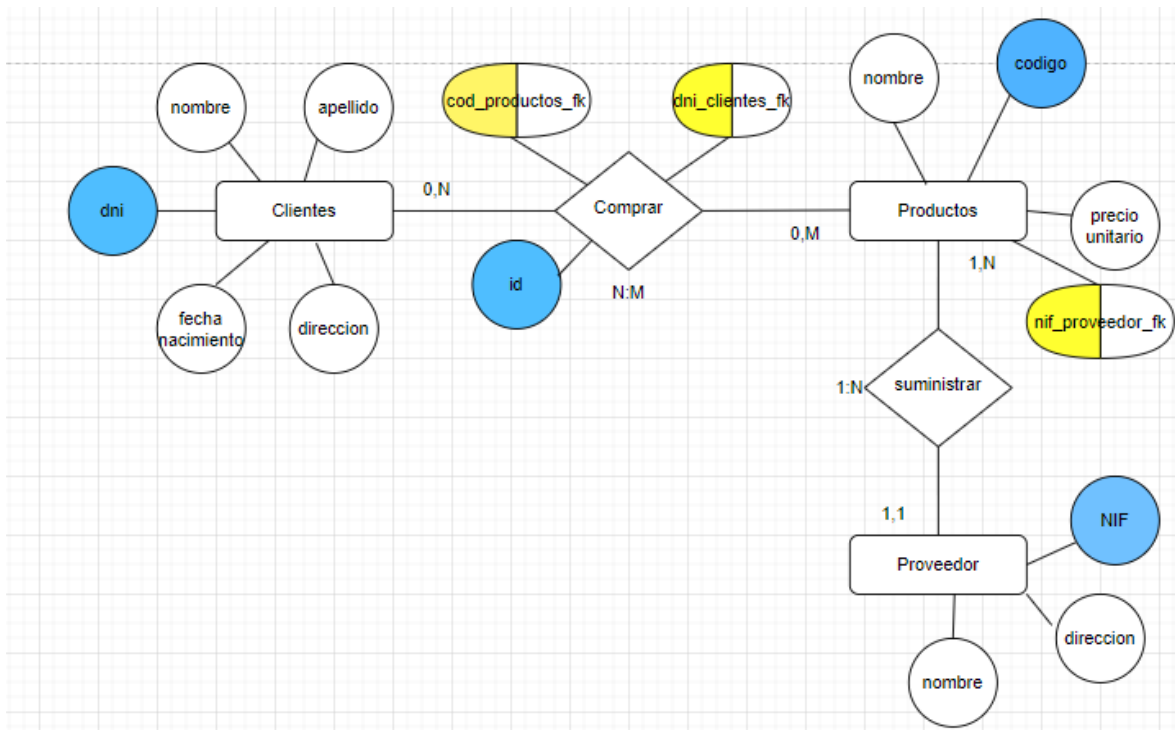 nombre
codigo
nombre
apellido
cod_productos_fk
dni_clientes_fk
dni
Clientes
0,N
Comprar
0,M
Productos
precio
unitario
1,N
id
N:M
fecha
nacimiento
direccion
nif_proveedor_fk
1:N
suministrar
1,1
NIF
Proveedor
direccion
nombre